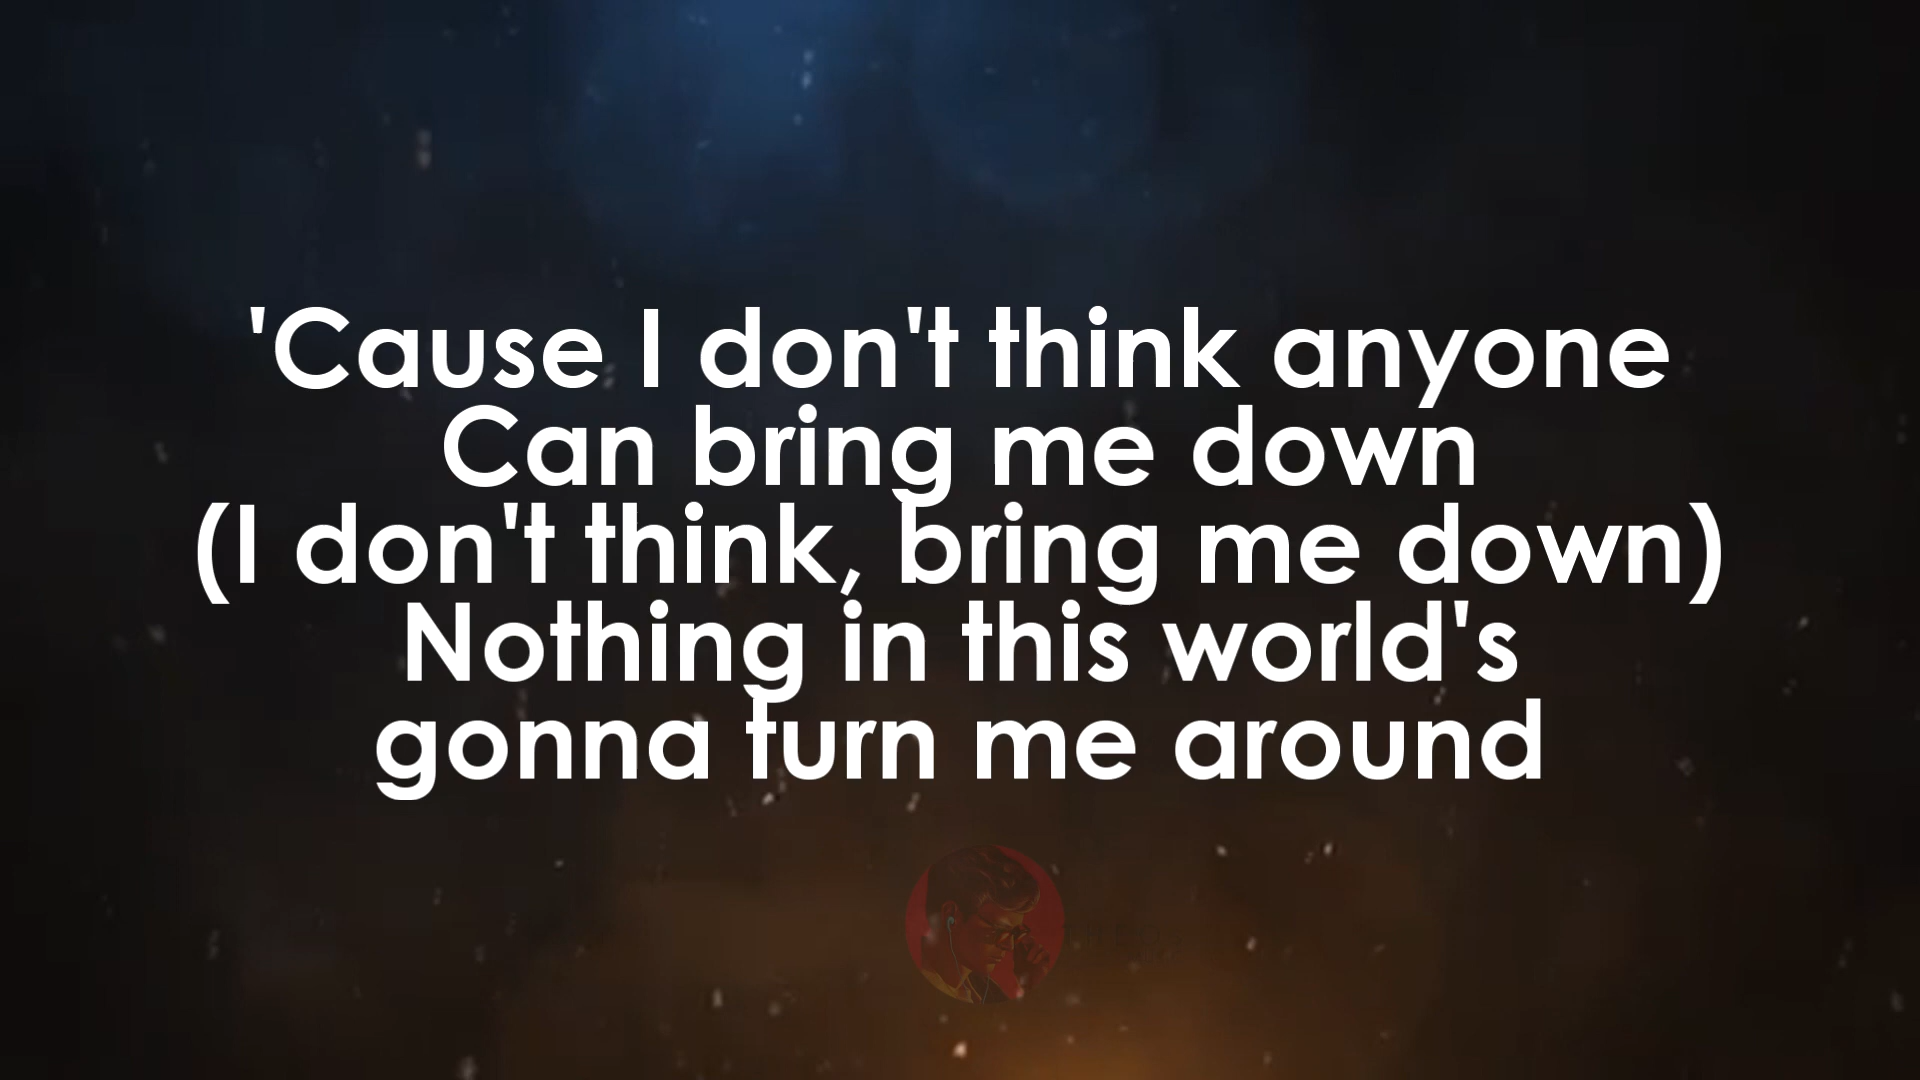 'Cause I don't think anyone
Can bring me down
(I don't think, bring me down)
Nothing in this world's
gonna turn me around